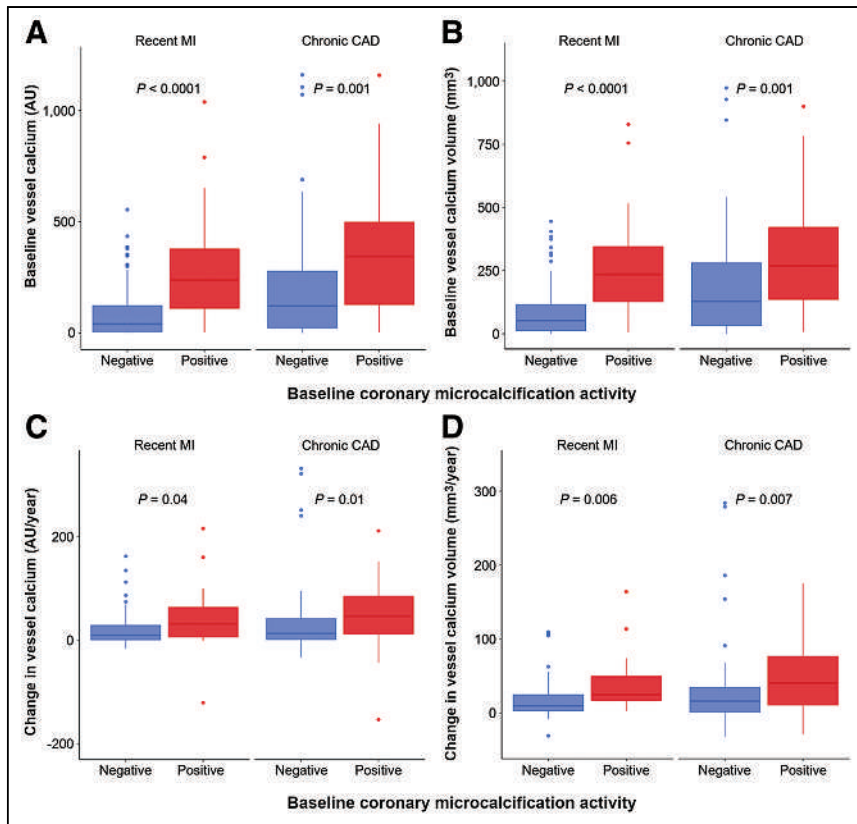 A
Recent MI
Chronic CAD
P < 0.0001
P = 0.001
1,000
500
0
Baseline vessel calcium (AU)
Negative
Positive
Negative
Positive
B
Recent MI
Chronic CAD
P < 0.0001
P = 0.001
1,000
750
500
250
0
Baseline vessel calcium volume (mm³)
Negative
Positive
Negative
Positive
Baseline coronary microcalcification activity
C
Recent MI
Chronic CAD
P = 0.04
P = 0.01
200
0
-200
Change in vessel calcium (AU/year)
Negative
Positive
Negative
Positive
D
Recent MI
Chronic CAD
P = 0.006
P = 0.007
300
200
100
0
Change in vessel calcium volume (mm³/year)
Negative
Positive
Negative
Positive
Baseline coronary microcalcification activity